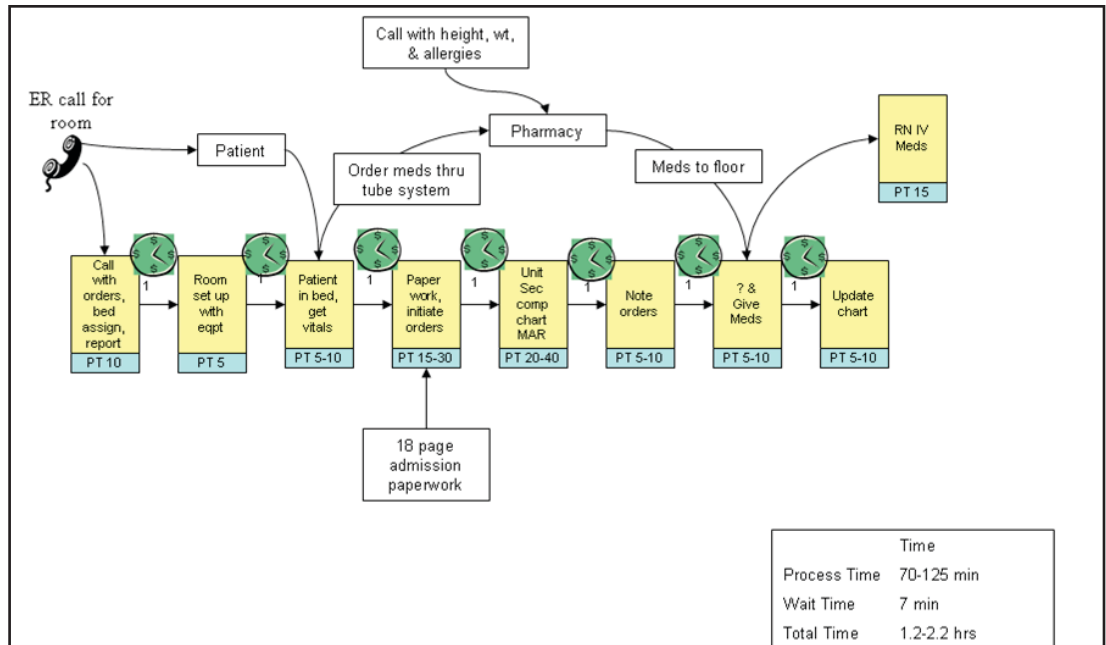 Call with height, wt,
& allergies
ER call for
room
Patient
Pharmacy
Order meds thru
tube system
Meds to floor
RN IV
Meds
PT 15
Call
with
orders,
bed
assign,
report
PT 10
$ $ $ $
1
Room
set up
with
eqpt
PT 5
$ $ $ $
1
Patient
in bed,
get
vitals
PT 5-10
$ $ $ $
1
Paper
work,
initiate
orders
PT 15-30
$ $ $ $
1
Unit
Sec
comp
chart
MAR
PT 20-40
$ $ $ $
1
Note
orders
PT 5-10
$ $ $ $
1
? &
Give
Meds
PT 5-10
$ $ $ $
1
Update
chart
PT 5-10
18 page
admission
paperwork
Time
Process Time 70-125 min
Wait Time 7 min
Total Time 1.2-2.2 hrs